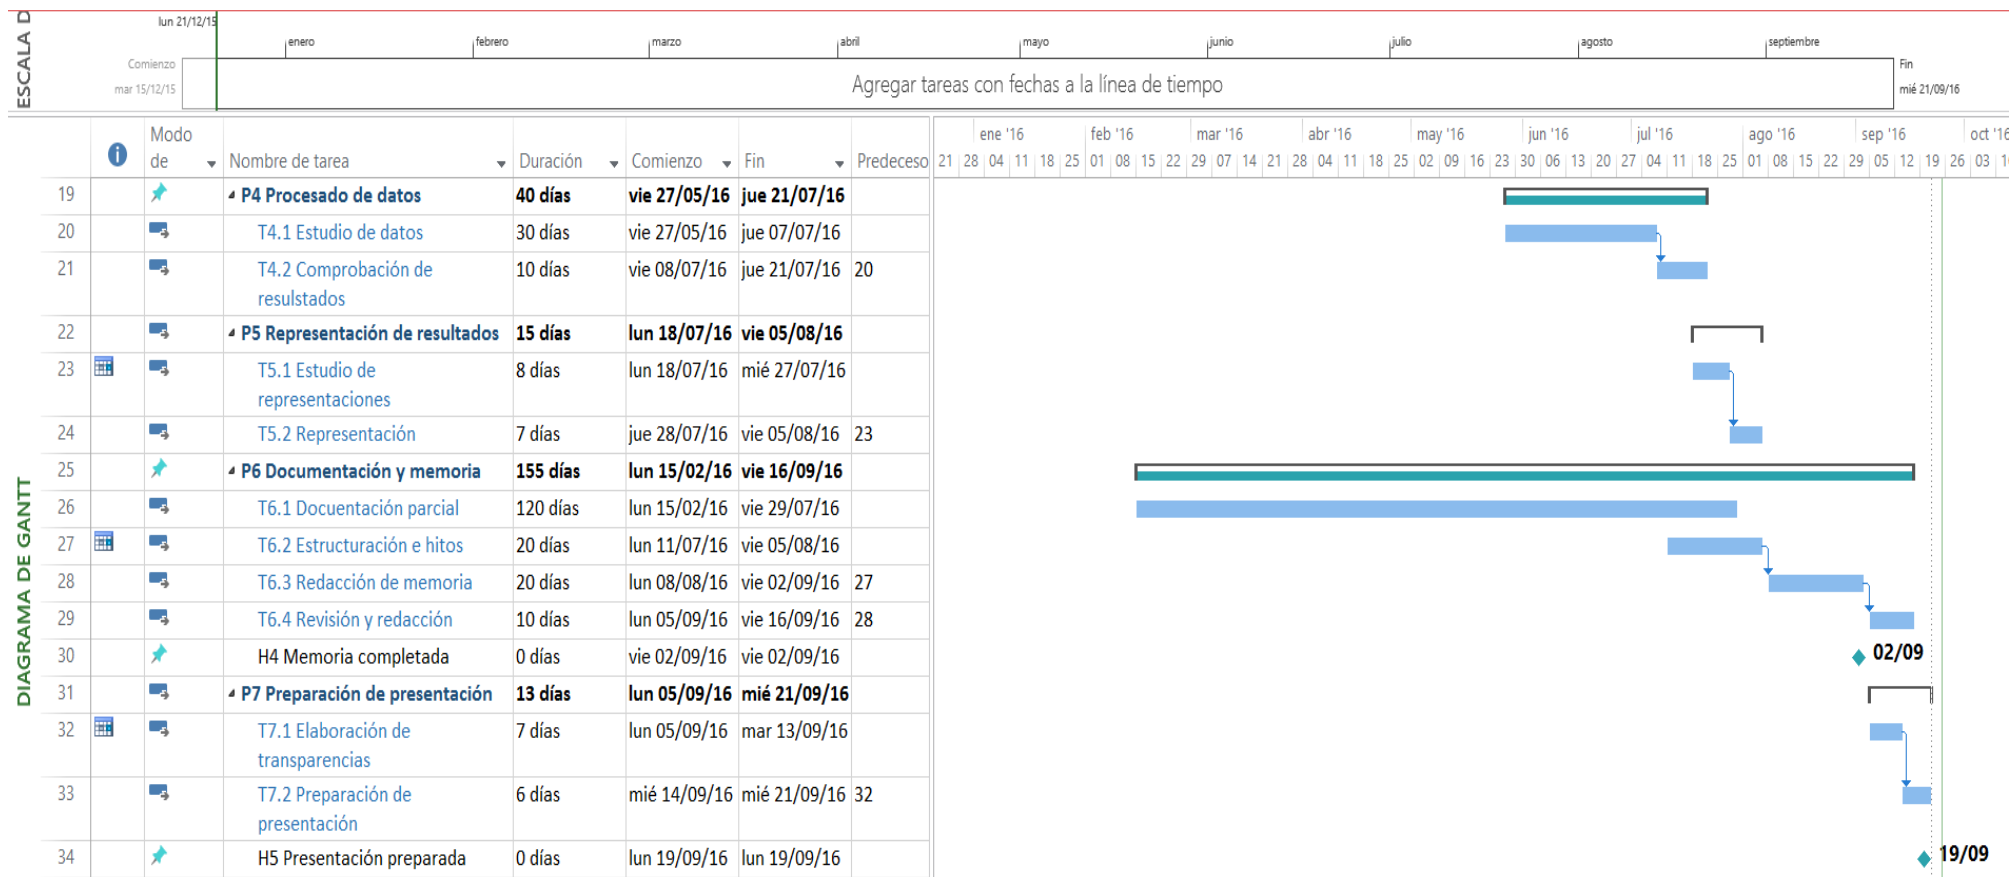 ESCALA D
lun 21/12/15
enero febrero marzo abril mayo junio julio agosto septiembre
Comienzo
mar 15/12/15
Agregar tareas con fechas a la línea de tiempo
Fin
mié 21/09/16
DIAGRAMA DE GANTT
Modo de Nombre de tarea Duración Comienzo Fin Predeceso
ene '16 feb '16 mar '16 abr '16 may '16 jun '16 jul '16 ago '16 sep '16 oct '16
21 28 04 11 18 25 01 08 15 22 29 07 14 21 28 04 11 18 25 02 09 16 23 30 06 13 20 27 04 11 18 25 01 08 15 22 29 05 12 19 26 03
19 P4 Procesado de datos 40 días vie 27/05/16 jue 21/07/16
20 T4.1 Estudio de datos 30 días vie 27/05/16 jue 07/07/16
21 T4.2 Comprobación de 10 días vie 08/07/16 jue 21/07/16 20
resulstados
22 P5 Representación de resultados 15 días lun 18/07/16 vie 05/08/16
23 T5.1 Estudio de 8 días lun 18/07/16 mié 27/07/16
representaciones
24 T5.2 Representación 7 días jue 28/07/16 vie 05/08/16 23
25 P6 Documentación y memoria 155 días lun 15/02/16 vie 16/09/16
26 T6.1 Docuentación parcial 120 días lun 15/02/16 vie 29/07/16
27 T6.2 Estructuración e hitos 20 días lun 11/07/16 vie 05/08/16
28 T6.3 Redacción de memoria 20 días lun 08/08/16 vie 02/09/16 27
29 T6.4 Revisión y redacción 10 días lun 05/09/16 vie 16/09/16 28
30 H4 Memoria completada 0 días vie 02/09/16 vie 02/09/16 02/09
31 P7 Preparación de presentación 13 días lun 05/09/16 mié 21/09/16
32 T7.1 Elaboración de 7 días lun 05/09/16 mar 13/09/16
transparencias
33 T7.2 Preparación de 6 días mié 14/09/16 mié 21/09/16 32
presentación
34 H5 Presentación preparada 0 días lun 19/09/16 lun 19/09/16 19/09